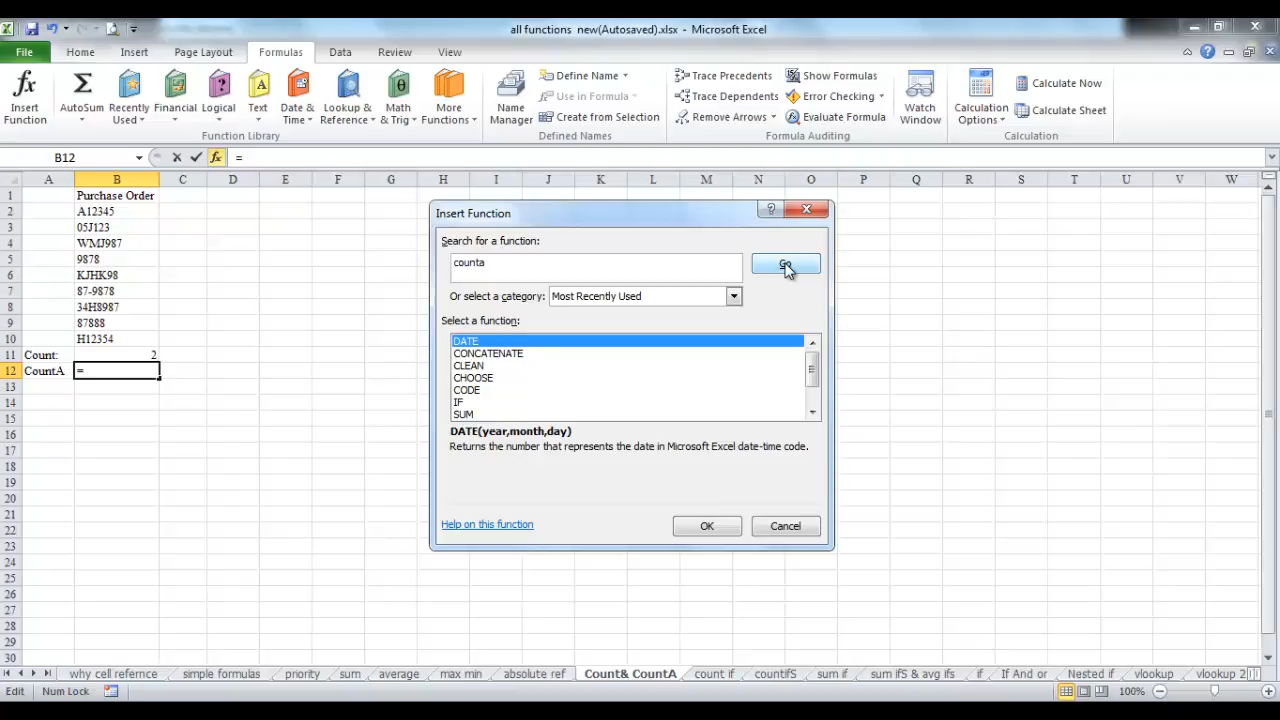 all functions new(Autosaved).xlsx - Microsoft Excel
File Home Insert Page Layout Formulas Data Review View
Insert Function
AutoSum
Recently Used
Financial
Logical
Text
Date & Time
Lookup & Reference
Math & Trig
More Functions
Function Library
Name Manager
Define Name
Use in Formula
Create from Selection
Defined Names
Trace Precedents
Trace Dependents
Remove Arrows
Show Formulas
Error Checking
Evaluate Formula
Formula Auditing
Watch Window
Calculation Options
Calculate Now
Calculate Sheet
Calculation
B12 fx =
A B C D E F G H I J K L M N O P Q R S T U V W
1 Purchase Order
2 A12345
3 05J123
4 WMJ987
5 9878
6 KJHK98
7 87-9878
8 34H8987
9 87888
10 H12354
11 Count: 2
12 CountA =
13
14
15
16
17
18
19
20
21
22
23
24
25
26
27
28
29
30
Insert Function
Search for a function:
counta
Go
Or select a category: Most Recently Used
Select a function:
DATE
CONCATENATE
CLEAN
CHOOSE
CODE
IF
SUM
DATE(year,month,day)
Returns the number that represents the date in Microsoft Excel date-time code.
Help on this function
OK Cancel
why cell refernce simple formulas priority sum average max min absolute ref Count& CountA count if countifS sum if sum ifS & avg ifs if If And or Nested if vlookup vlookup 2
Edit Num Lock 100%